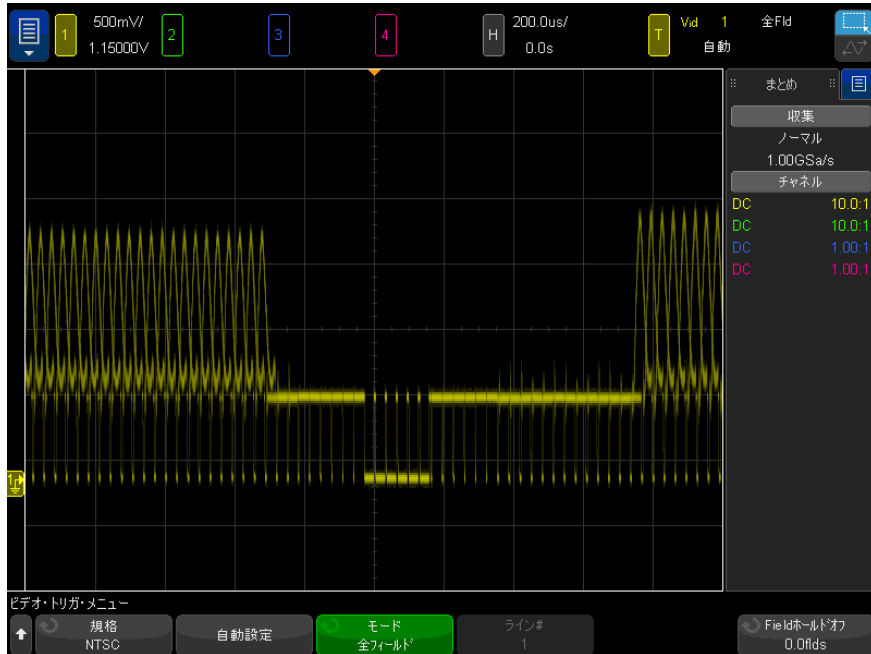 1
500mV/
1.15000V
2
3
4
H
200.0us/
0.0s
T
Vid 1 全Fld
自動
まとめ
収集
ノーマル
1.00GSa/s
チャネル
DC 10.0:1
DC 10.0:1
DC 1.00:1
DC 1.00:1
1
ビデオ・トリガ・メニュー
規格
NTSC
自動設定
モード
全フィールド
ライン#
1
Fieldホールドオフ
0.0flds